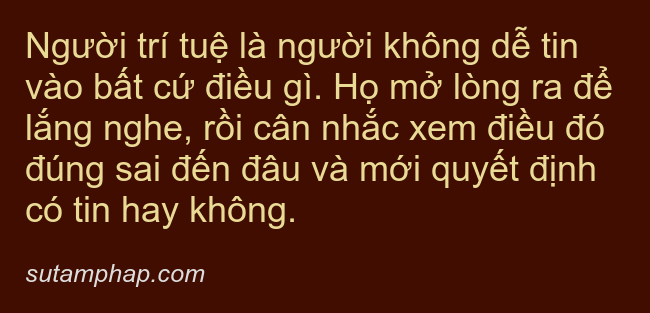 Người trí tuệ là người không dễ tin
vào bất cứ điều gì. Họ mở lòng ra để
lắng nghe, rồi cân nhắc xem điều đó
đúng sai đến đâu và mới quyết định
có tin hay không.
sutamphap.com